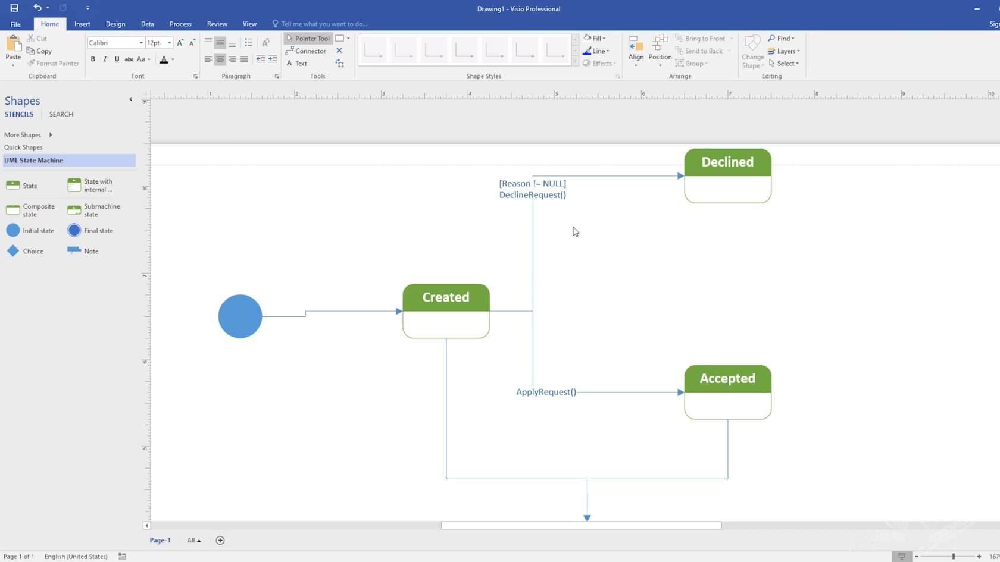 Drawing1 - Visio Professional
File
Home
Insert
Design
Data
Process
Review
View
Tell me what you want to do...
Paste
Cut
Copy
Format Painter
Clipboard
Calibri
12pt.
A A
B I U abc Aa A
Font
Paragraph
Pointer Tool
Connector
A Text
Tools
Shape Styles
Fill
Line
Effects
Align
Position
Bring to Front
Send to Back
Group
Arrange
Change
Shape
Find
Layers
Select
Editing
Shapes
STENCILS
SEARCH
More Shapes
Quick Shapes
UML State Machine
State
State with
internal ...
Composite
state
Submachine
state
Initial state
Final state
Choice
Note
1 2 3 4 5 6 7 8 9 10
9
8
7
6
5
Declined
[Reason != NULL]
DeclineRequest()
Created
Accepted
ApplyRequest()
Page-1
All
worldskills
Russia
Page 1 of 1
English (United States)